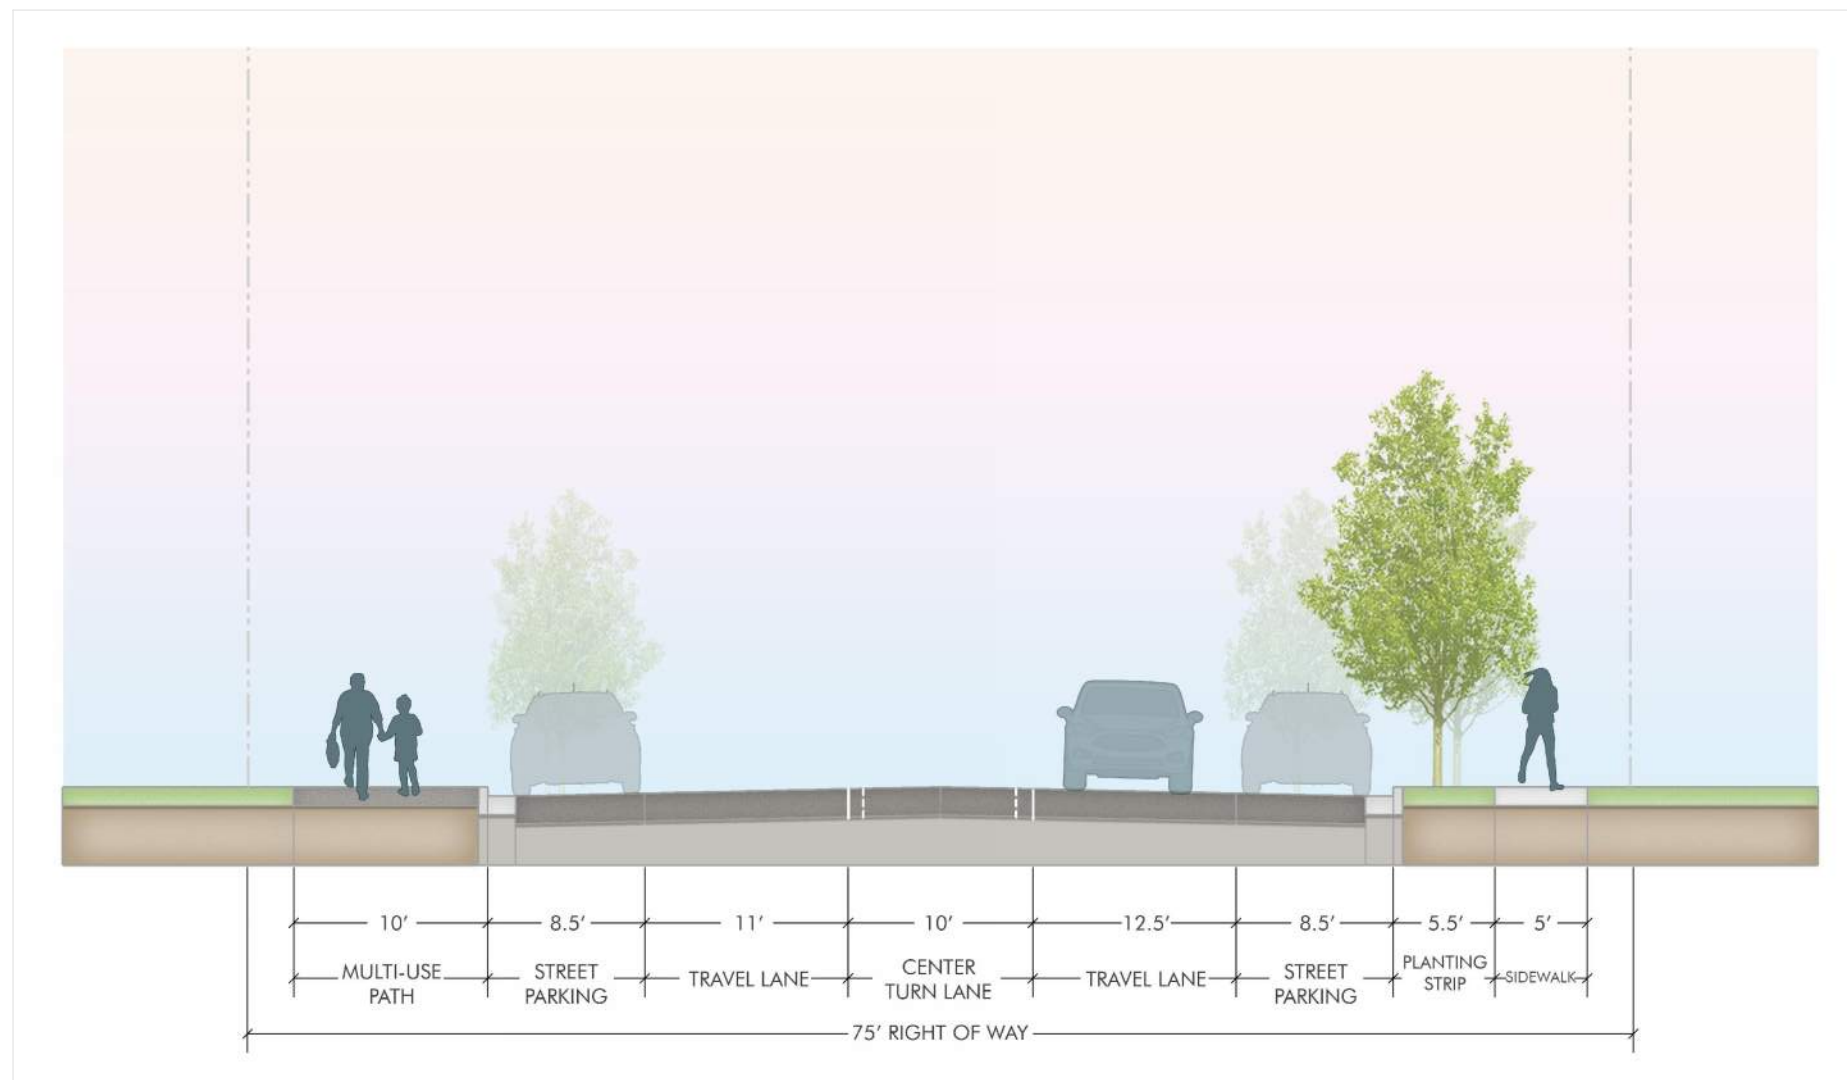 10′
8.5′
11′
10′
12.5′
8.5′
5.5′
5′
MULTI-USE
PATH
STREET
PARKING
TRAVEL LANE
CENTER
TURN LANE
TRAVEL LANE
STREET
PARKING
PLANTING
STRIP
SIDEWALK
75′ RIGHT OF WAY